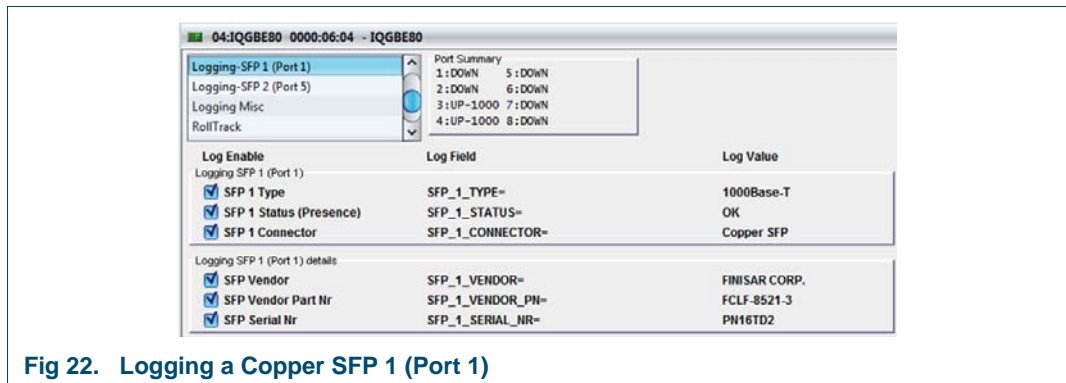 04:IQGBE80 0000:06:04 - IQGBE80
Logging-SFP 1 (Port 1)
Logging-SFP 2 (Port 5)
Logging Misc
RollTrack
Port Summary
1:DOWN 5:DOWN
2:DOWN 6:DOWN
3:UP-1000 7:DOWN
4:UP-1000 8:DOWN
Log Enable Log Field Log Value
Logging SFP 1 (Port 1)
SFP 1 Type SFP_1_TYPE= 1000Base-T
SFP 1 Status (Presence) SFP_1_STATUS= OK
SFP 1 Connector SFP_1_CONNECTOR= Copper SFP
Logging SFP 1 (Port 1) details
SFP Vendor SFP_1_VENDOR= FINISAR CORP.
SFP Vendor Part Nr SFP_1_VENDOR_PN= FCLF-8521-3
SFP Serial Nr SFP_1_SERIAL_NR= PN16TD2
Fig 22. Logging a Copper SFP 1 (Port 1)